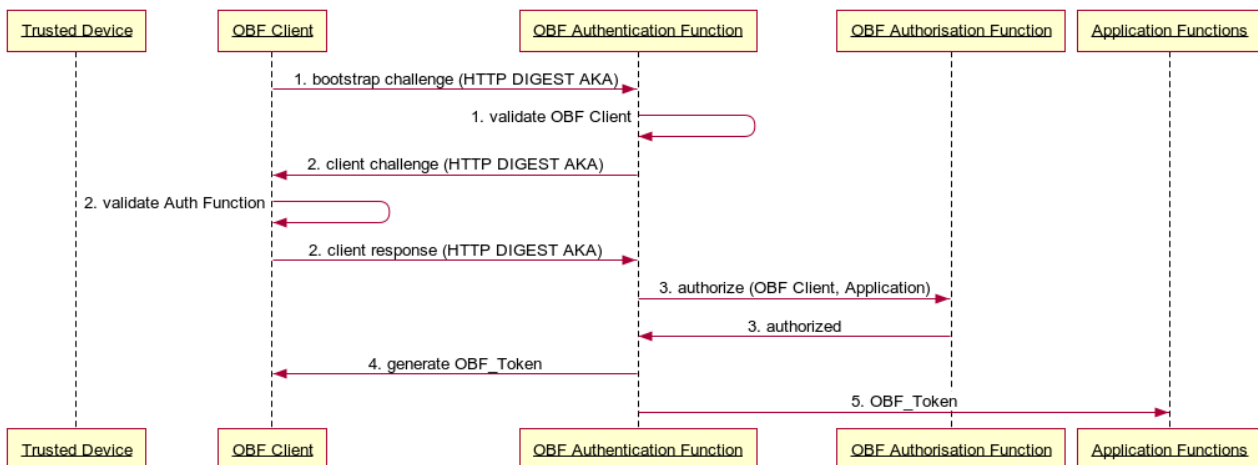 Trusted Device
OBF Client
OBF Authentication Function
OBF Authorisation Function
Application Functions
1. bootstrap challenge (HTTP DIGEST AKA)
1. validate OBF Client
2. client challenge (HTTP DIGEST AKA)
2. validate Auth Function
2. client response (HTTP DIGEST AKA)
3. authorize (OBF Client, Application)
3. authorized
4. generate OBF_Token
5. OBF_Token
Trusted Device
OBF Client
OBF Authentication Function
OBF Authorisation Function
Application Functions